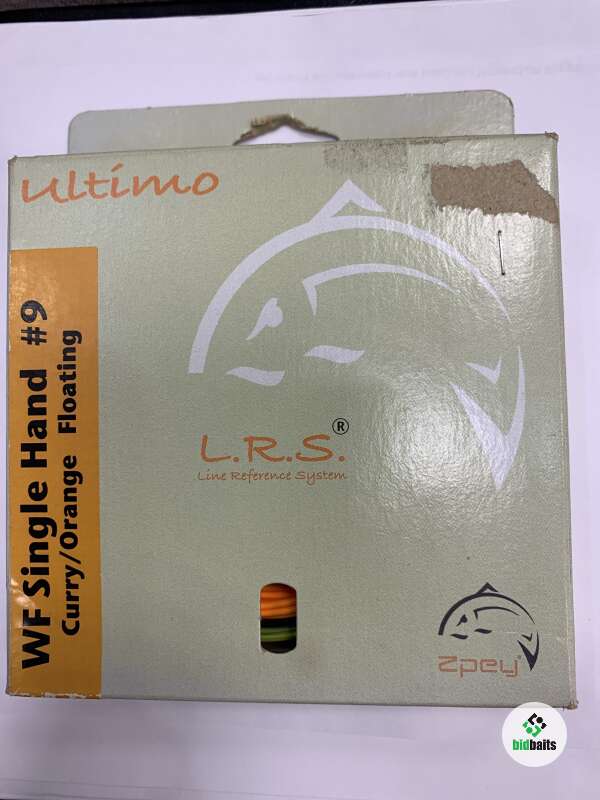 Ultimo
WF Single Hand #9
Curry/Orange Floating
L.R.S.®
Line Reference System
Zpey®
bidbaits